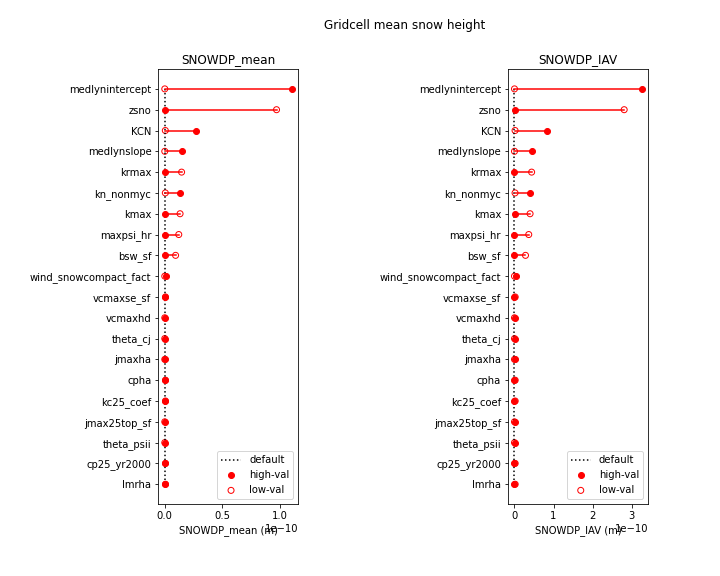 Gridcell mean snow height
SNOWDP_mean
medlynintercept
zsno
KCN
medlynslope
krmax
kn_nonmyc
kmax
maxpsi_hr
bsw_sf
wind_snowcompact_fact
vcmaxse_sf
vcmaxhd
theta_cj
jmaxha
cpha
kc25_coef
jmax25top_sf
theta_psii
cp25_yr2000
lmrha
default
high-val
low-val
0.0 0.5 1.0
1e−10
SNOWDP_mean (m)
SNOWDP_IAV
medlynintercept
zsno
KCN
medlynslope
krmax
kn_nonmyc
kmax
maxpsi_hr
bsw_sf
wind_snowcompact_fact
vcmaxse_sf
vcmaxhd
theta_cj
jmaxha
cpha
kc25_coef
jmax25top_sf
theta_psii
cp25_yr2000
lmrha
default
high-val
low-val
0 1 2 3
1e−10
SNOWDP_IAV (m)